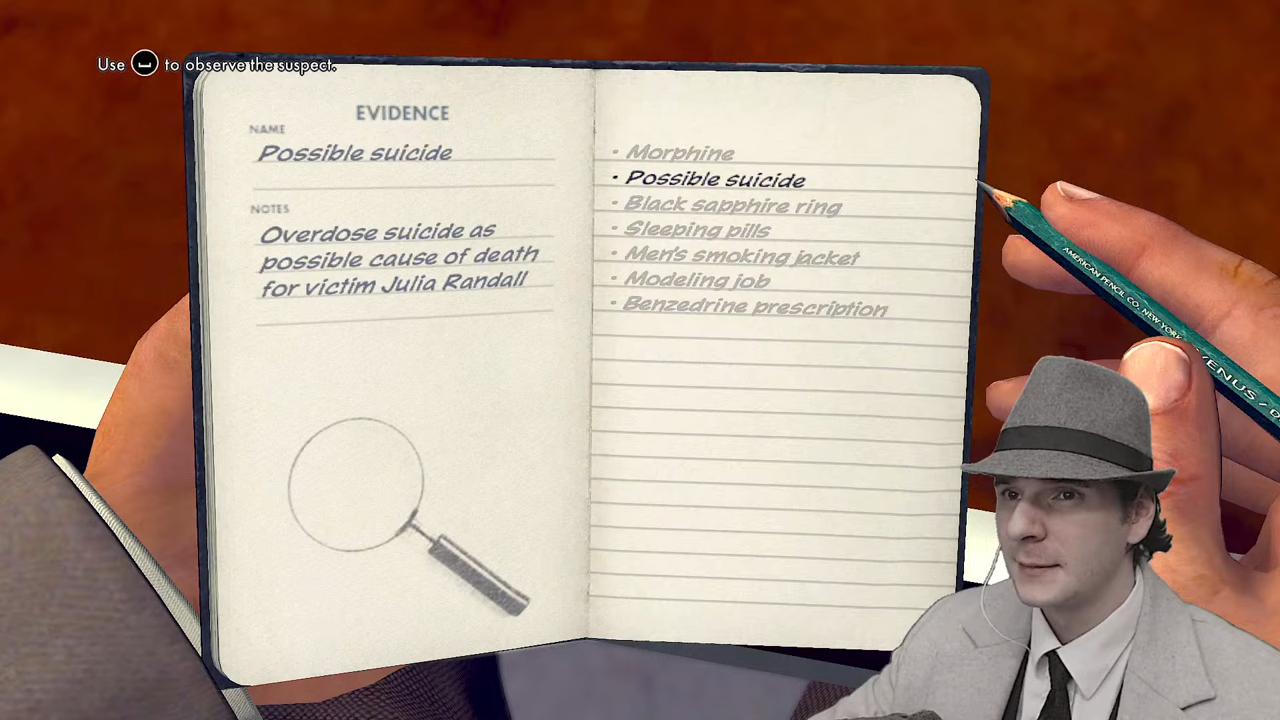 Use to observe the suspect.
EVIDENCE
NAME
Possible suicide
NOTES
Overdose suicide as
possible cause of death
for victim Julia Randall
• Morphine
• Possible suicide
• Black sapphire ring
• Sleeping pills
• Men's smoking jacket
• Modeling job
• Benzedrine prescription
AMERICAN PENCIL CO. NEW YORK
VENUS